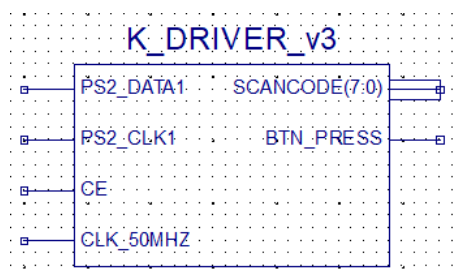 K_DRIVER_v3
PS2_DATA1 SCANCODE(7:0)
PS2_CLK1 BTN_PRESS
CE
CLK_50MHZ